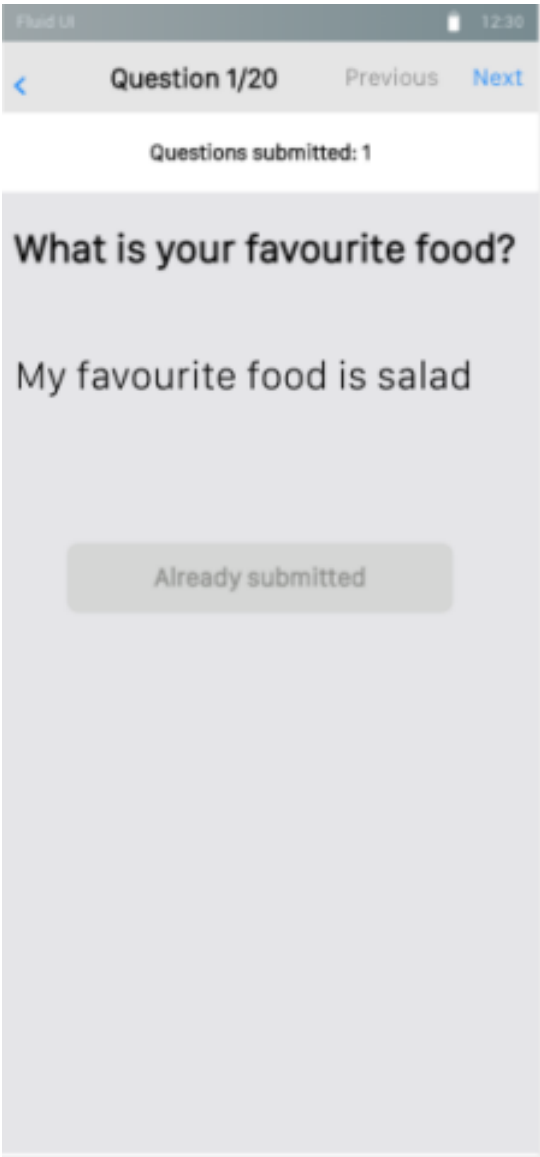 Fluid UI 12:30
< Question 1/20 Previous Next
Questions submitted: 1
What is your favourite food?
My favourite food is salad
Already submitted